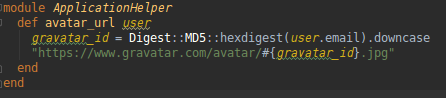 module ApplicationHelper
  def avatar_url user
    gravatar_id = Digest::MD5::hexdigest(user.email).downcase
    "https://www.gravatar.com/avatar/#{gravatar_id}.jpg"
  end
end